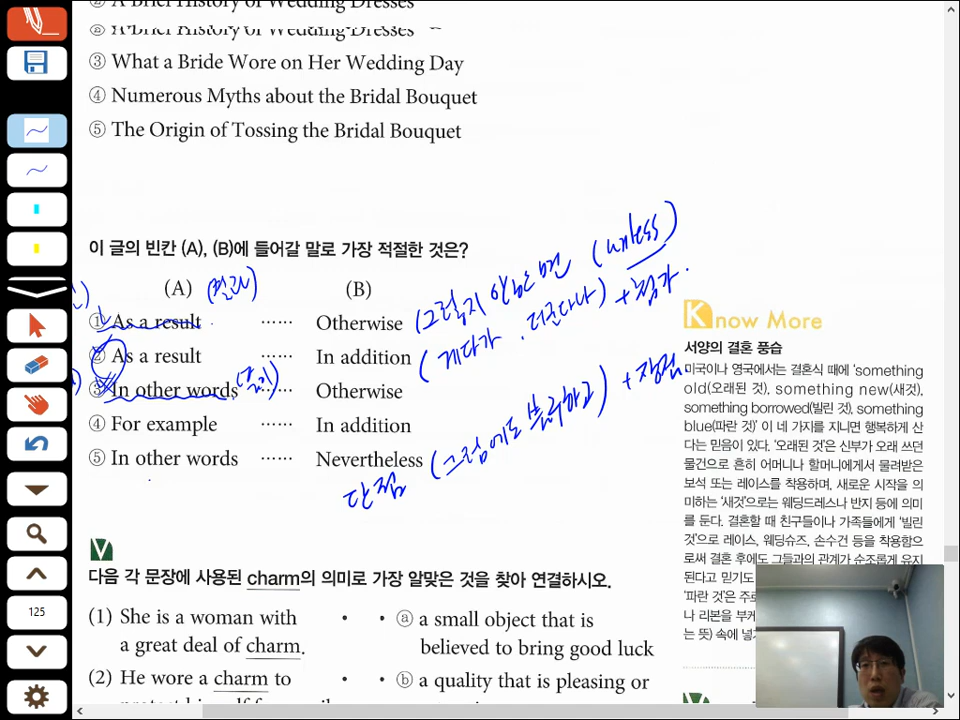 ② A Brief History of Wedding Dresses
② A Brief History of Wedding Dresses
③ What a Bride Wore on Her Wedding Day
④ Numerous Myths about the Bridal Bouquet
⑤ The Origin of Tossing the Bridal Bouquet
이 글의 빈칸 (A), (B)에 들어갈 말로 가장 적절한 것은?
(A) (결과) (B)
① As a result ...... Otherwise (그렇지 않으면 (unless)
② As a result ...... In addition (게다가. 더군다나) + 첨가.
③ In other words ...... Otherwise
④ For example ...... In addition
⑤ In other words ...... Nevertheless (그럼에도 불구하고) + 장점
단점
다음 각 문장에 사용된 charm의 의미로 가장 알맞은 것을 찾아 연결하시오.
(1) She is a woman with
a great deal of charm.
(2) He wore a charm to
• • ⓐ a small object that is
believed to bring good luck
• • ⓑ a quality that is pleasing or
Know More
서양의 결혼 풍습
미국이나 영국에서는 결혼식 때에 'something
old(오래된 것), something new(새것),
something borrowed(빌린 것), something
blue(파란 것)' 이 네 가지를 지니면 행복하게 산
다는 믿음이 있다. '오래된 것'은 신부가 오래 쓰던
물건으로 흔히 어머니나 할머니에게서 물려받은
보석 또는 레이스를 착용하며, 새로운 시작을 의
미하는 '새것'으로는 웨딩드레스나 반지 등에 의미
를 둔다. 결혼할 때 친구들이나 가족들에게 '빌린
것'으로 레이스, 웨딩슈즈, 손수건 등을 착용함으
로써 결혼 후에도 그들과의 관계가 순조롭게 유지
된다고 믿기도
'파란 것'은 주로
나 리본을 부케
는 뜻) 속에 넣
125